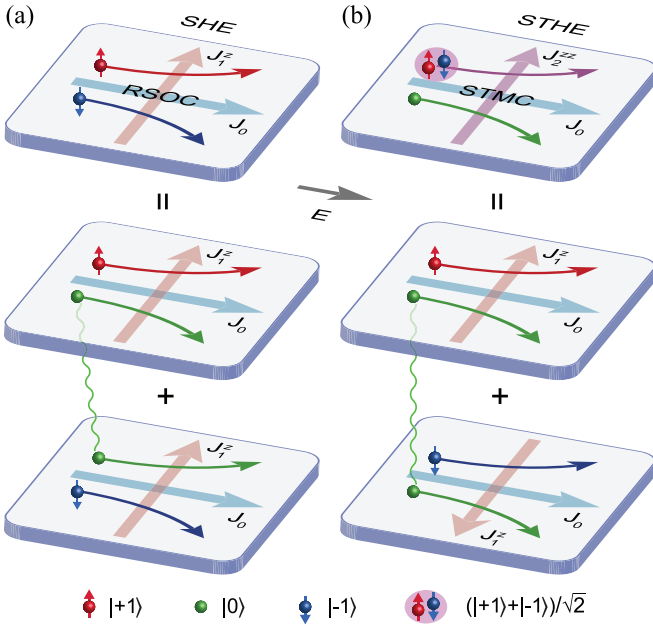 (a) SHE (b) STHE
J₁ᶻ J₂ᶻᶻ
RSOC STMC
J₀ J₀
=
E
=
J₁ᶻ J₁ᶻ
J₀ J₀
+ +
J₁ᶻ
J₀ J₀
J₁ᶻ
|+1⟩ |0⟩ |-1⟩ (|+1⟩+|-1⟩)/√2